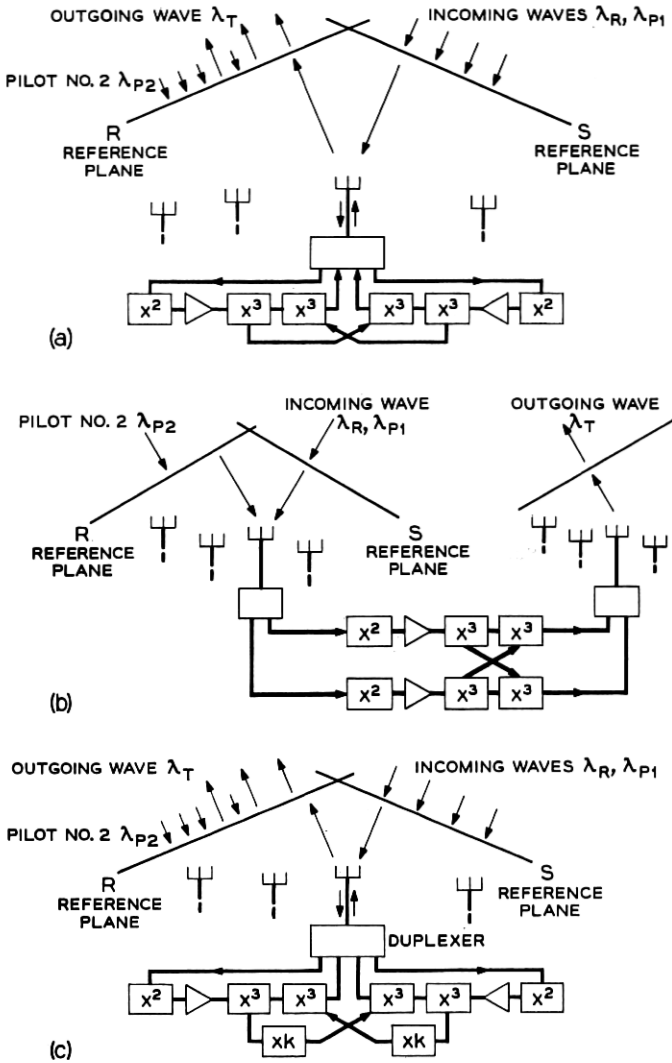 OUTGOING WAVE λT
INCOMING WAVES λR, λP1
PILOT NO. 2 λP2
R
REFERENCE
PLANE
S
REFERENCE
PLANE
x²
x³
x³
x³
x³
x²
(a)
PILOT NO. 2 λP2
INCOMING WAVE
λR, λP1
OUTGOING WAVE
λT
R
REFERENCE
PLANE
S
REFERENCE
PLANE
x²
x³
x³
x²
x³
x³
(b)
OUTGOING WAVE λT
INCOMING WAVES λR, λP1
PILOT NO. 2 λP2
R
REFERENCE
PLANE
S
REFERENCE
PLANE
DUPLEXER
x²
x³
x³
x³
x³
x²
xk
xk
(c)